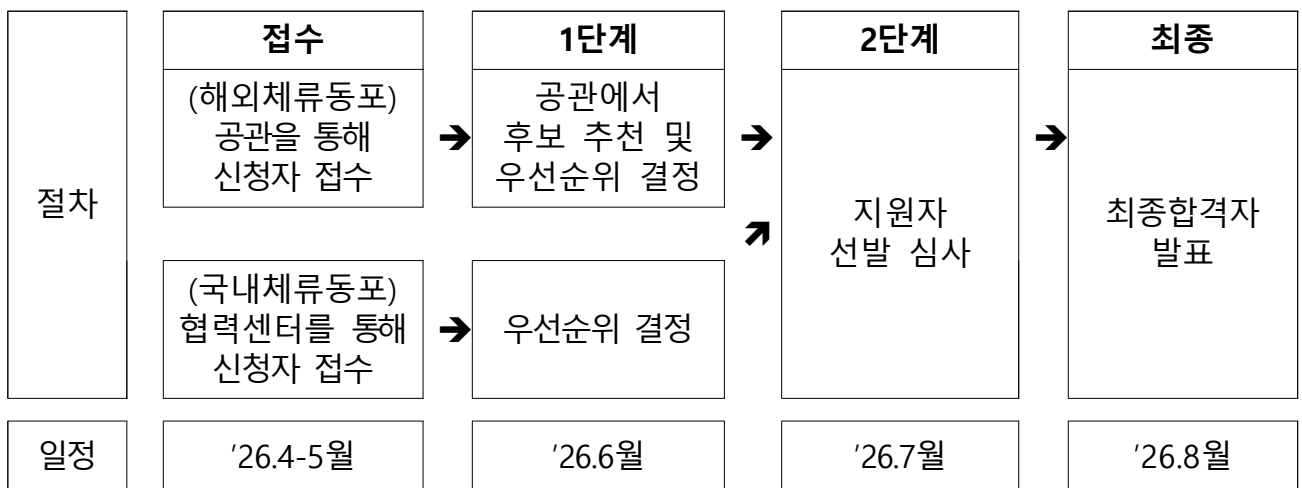 접수
1단계
2단계
최종
절차
(해외체류동포)
공관을 통해
신청자 접수
➔
공관에서
후보 추천 및
우선순위 결정
➔
지원자
선발 심사
➔
최종합격자
발표
(국내체류동포)
협력센터를 통해
신청자 접수
➔
우선순위 결정
➔
일정
'26.4-5월
'26.6월
'26.7월
'26.8월